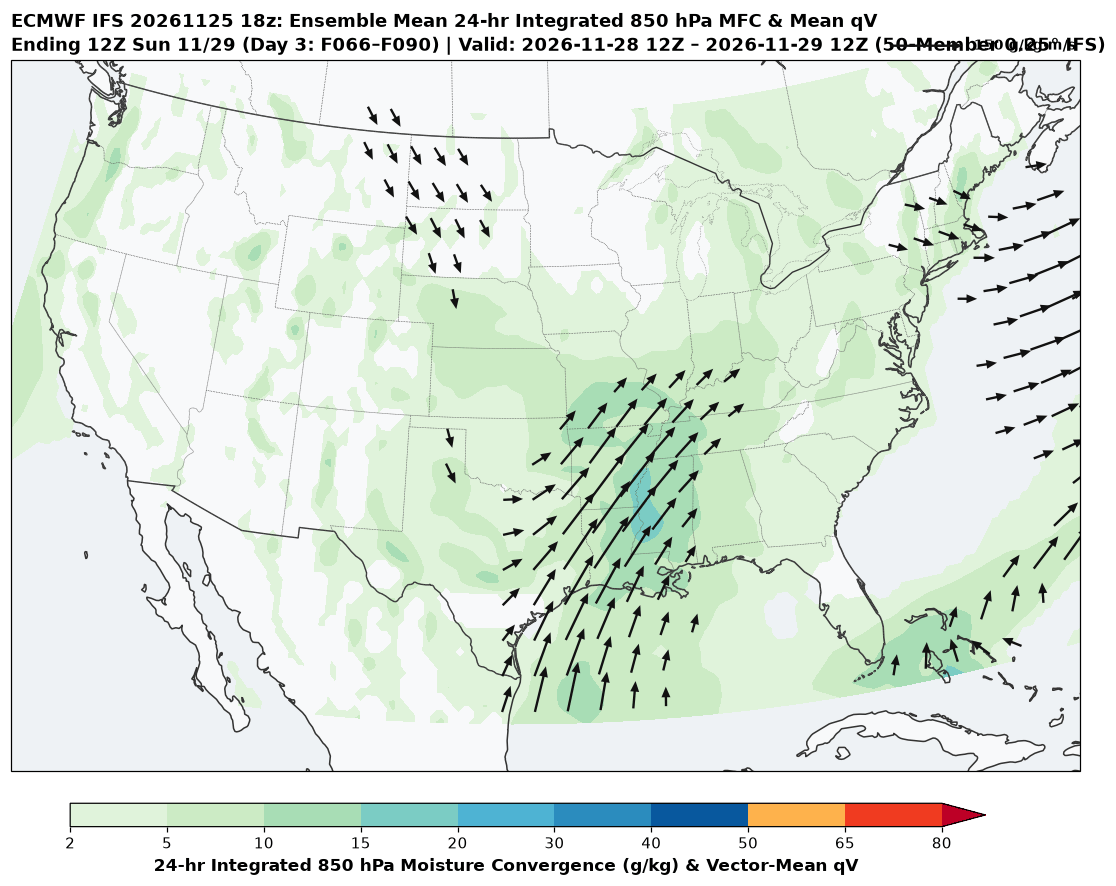 ECMWF IFS 20261125 18z: Ensemble Mean 24-hr Integrated 850 hPa MFC & Mean qV
Ending 12Z Sun 11/29 (Day 3: F066–F090) | Valid: 2026-11-28 12Z – 2026-11-29 12Z (50-Member 0.25° IFS)
150 g/kg m/s
2 5 10 15 20 30 40 50 65 80
24-hr Integrated 850 hPa Moisture Convergence (g/kg) & Vector-Mean qV